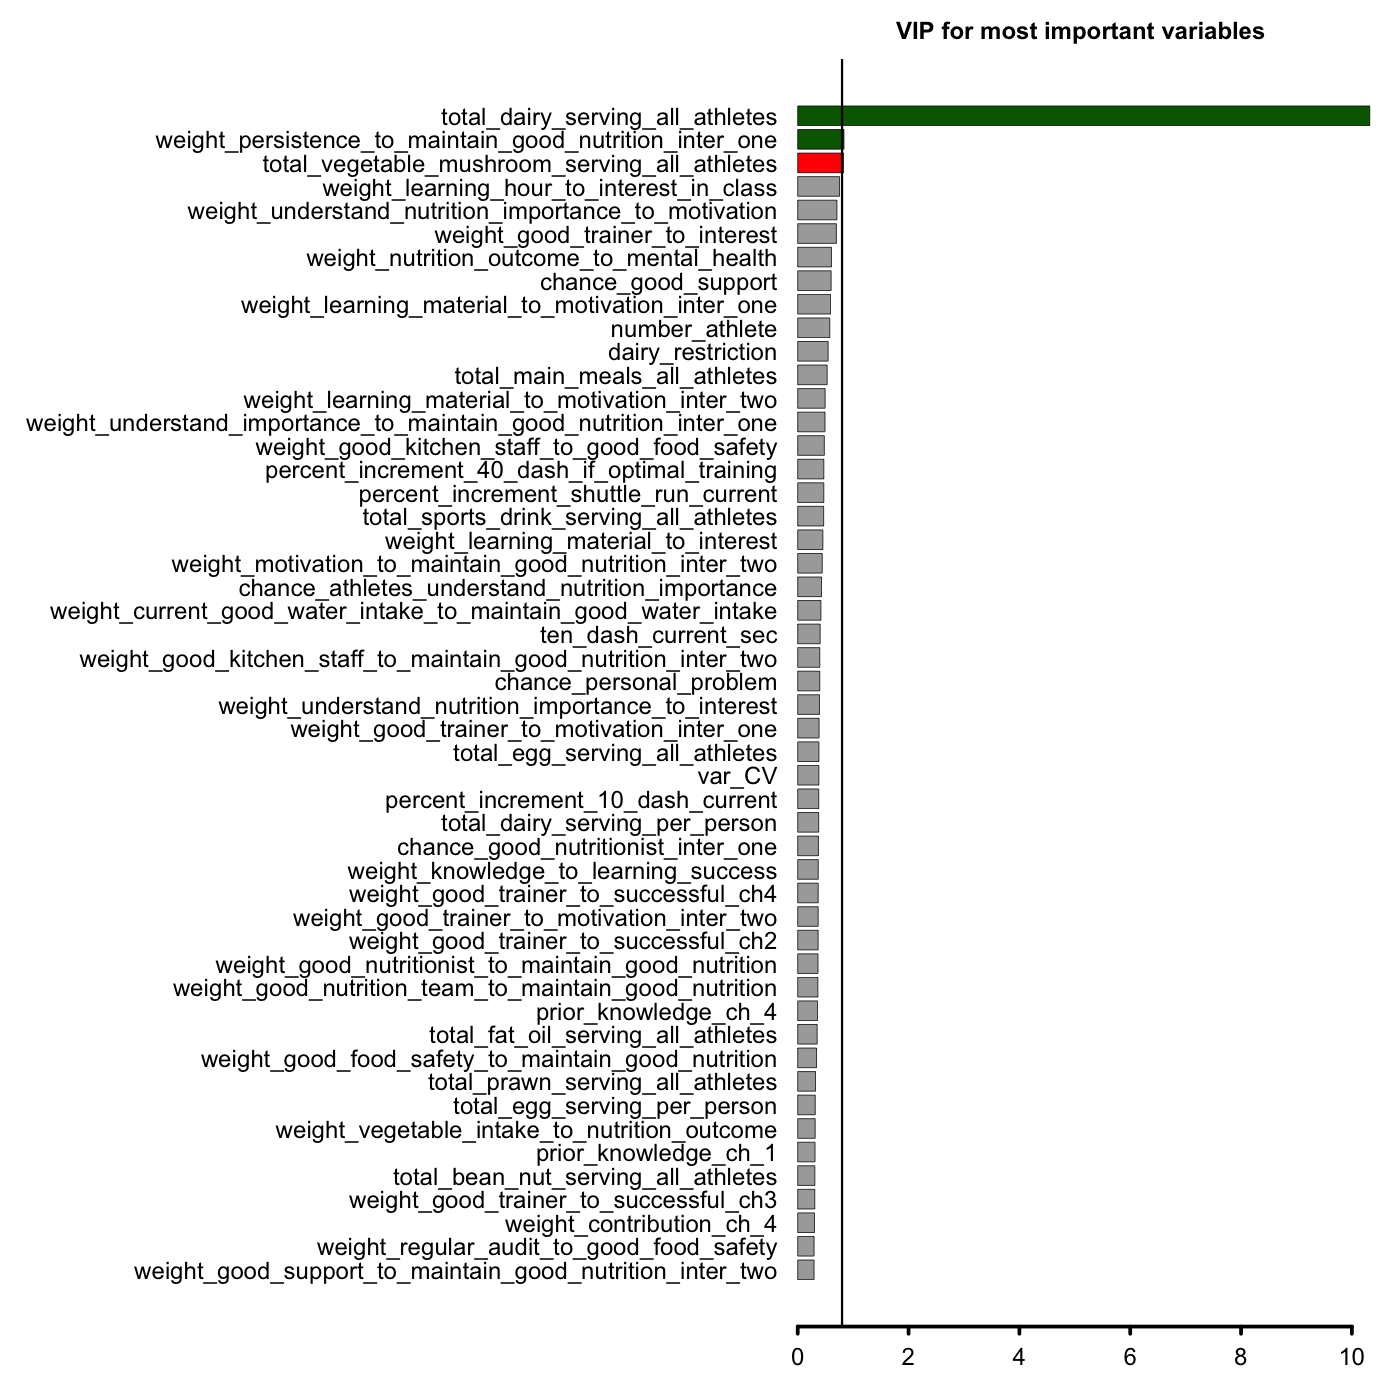 VIP for most important variables
total_dairy_serving_all_athletes
weight_persistence_to_maintain_good_nutrition_inter_one
total_vegetable_mushroom_serving_all_athletes
weight_learning_hour_to_interest_in_class
weight_understand_nutrition_importance_to_motivation
weight_good_trainer_to_interest
weight_nutrition_outcome_to_mental_health
chance_good_support
weight_learning_material_to_motivation_inter_one
number_athlete
dairy_restriction
total_main_meals_all_athletes
weight_learning_material_to_motivation_inter_two
weight_understand_importance_to_maintain_good_nutrition_inter_one
weight_good_kitchen_staff_to_good_food_safety
percent_increment_40_dash_if_optimal_training
percent_increment_shuttle_run_current
total_sports_drink_serving_all_athletes
weight_learning_material_to_interest
weight_motivation_to_maintain_good_nutrition_inter_two
chance_athletes_understand_nutrition_importance
weight_current_good_water_intake_to_maintain_good_water_intake
ten_dash_current_sec
weight_good_kitchen_staff_to_maintain_good_nutrition_inter_two
chance_personal_problem
weight_understand_nutrition_importance_to_interest
weight_good_trainer_to_motivation_inter_one
total_egg_serving_all_athletes
var_CV
percent_increment_10_dash_current
total_dairy_serving_per_person
chance_good_nutritionist_inter_one
weight_knowledge_to_learning_success
weight_good_trainer_to_successful_ch4
weight_good_trainer_to_motivation_inter_two
weight_good_trainer_to_successful_ch2
weight_good_nutritionist_to_maintain_good_nutrition
weight_good_nutrition_team_to_maintain_good_nutrition
prior_knowledge_ch_4
total_fat_oil_serving_all_athletes
weight_good_food_safety_to_maintain_good_nutrition
total_prawn_serving_all_athletes
total_egg_serving_per_person
weight_vegetable_intake_to_nutrition_outcome
prior_knowledge_ch_1
total_bean_nut_serving_all_athletes
weight_good_trainer_to_successful_ch3
weight_contribution_ch_4
weight_regular_audit_to_good_food_safety
weight_good_support_to_maintain_good_nutrition_inter_two
0 2 4 6 8 10